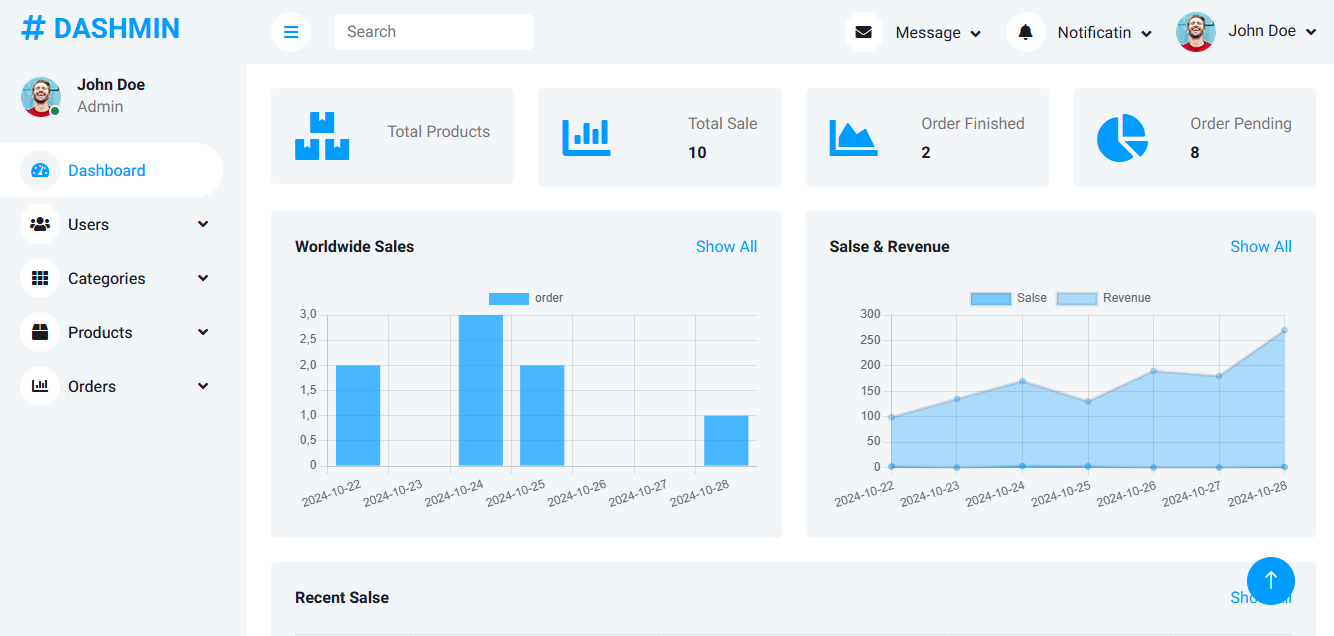 # DASHMIN
Search
Message
Notificatin
John Doe
John Doe
Admin
Dashboard
Users
Categories
Products
Orders
Total Products
Total Sale
10
Order Finished
2
Order Pending
8
Worldwide Sales
Show All
order
3,0
2,5
2,0
1,5
1,0
0,5
0
2024-10-22
2024-10-23
2024-10-24
2024-10-25
2024-10-26
2024-10-27
2024-10-28
Salse & Revenue
Show All
Salse
Revenue
300
250
200
150
100
50
0
2024-10-22
2024-10-23
2024-10-24
2024-10-25
2024-10-26
2024-10-27
2024-10-28
Recent Salse